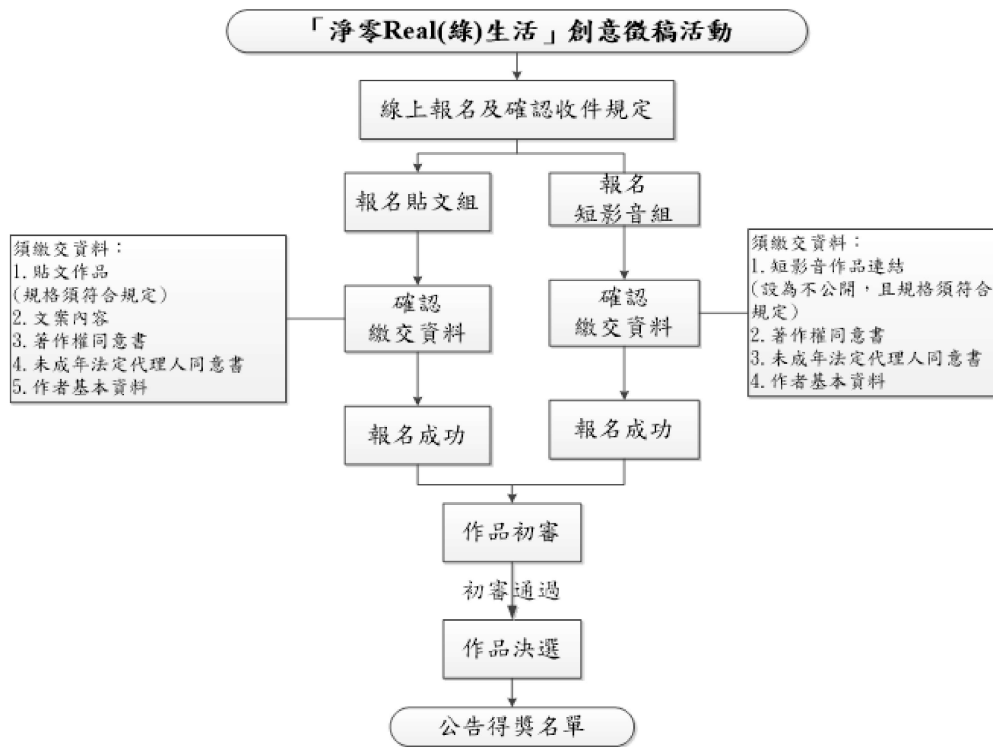 「淨零Real(綠)生活」創意徵稿活動
線上報名及確認收件規定
報名貼文組
報名
短影音組
須繳交資料：
1. 貼文作品
(規格須符合規定)
2. 文案內容
3. 著作權同意書
4. 未成年法定代理人同意書
5. 作者基本資料
確認
繳交資料
確認
繳交資料
須繳交資料：
1. 短影音作品連結
(設為不公開，且規格須符合
規定)
2. 著作權同意書
3. 未成年法定代理人同意書
4. 作者基本資料
報名成功
報名成功
作品初審
初審通過
作品決選
公告得獎名單